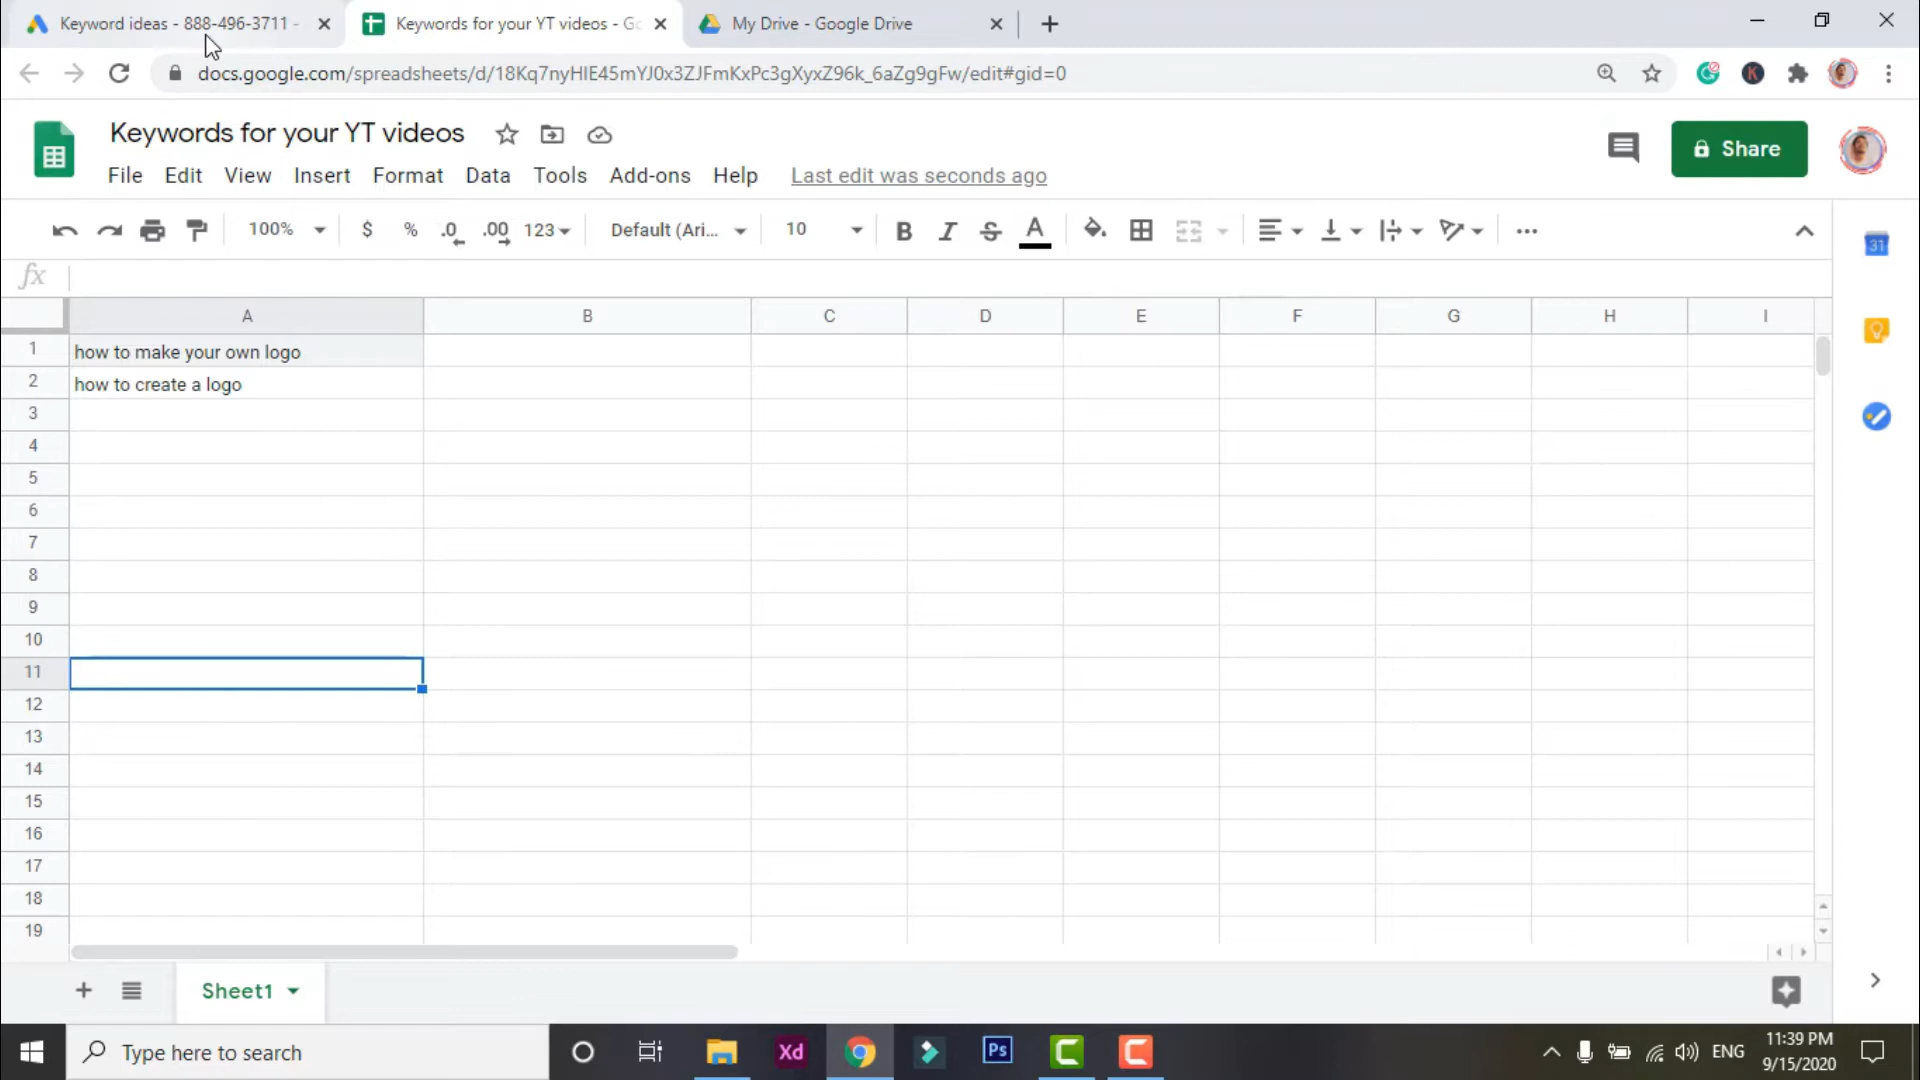 Keyword ideas - 888-496-3711 -
Keywords for your YT videos - Go
My Drive - Google Drive
docs.google.com/spreadsheets/d/18Kq7nyHIE45mYJ0x3ZJFmKxPc3gXyxZ96k_6aZg9gFw/edit#gid=0
Keywords for your YT videos
Share
File Edit View Insert Format Data Tools Add-ons Help Last edit was seconds ago
100% $ % .0 .00 123 Default (Ari... 10 B I S A
31
fx
A B C D E F G H I
1 how to make your own logo
2 how to create a logo
3
4
5
6
7
8
9
10
11
12
13
14
15
16
17
18
19
Sheet1
Type here to search
Xd
Ps
ENG
11:39 PM
9/15/2020